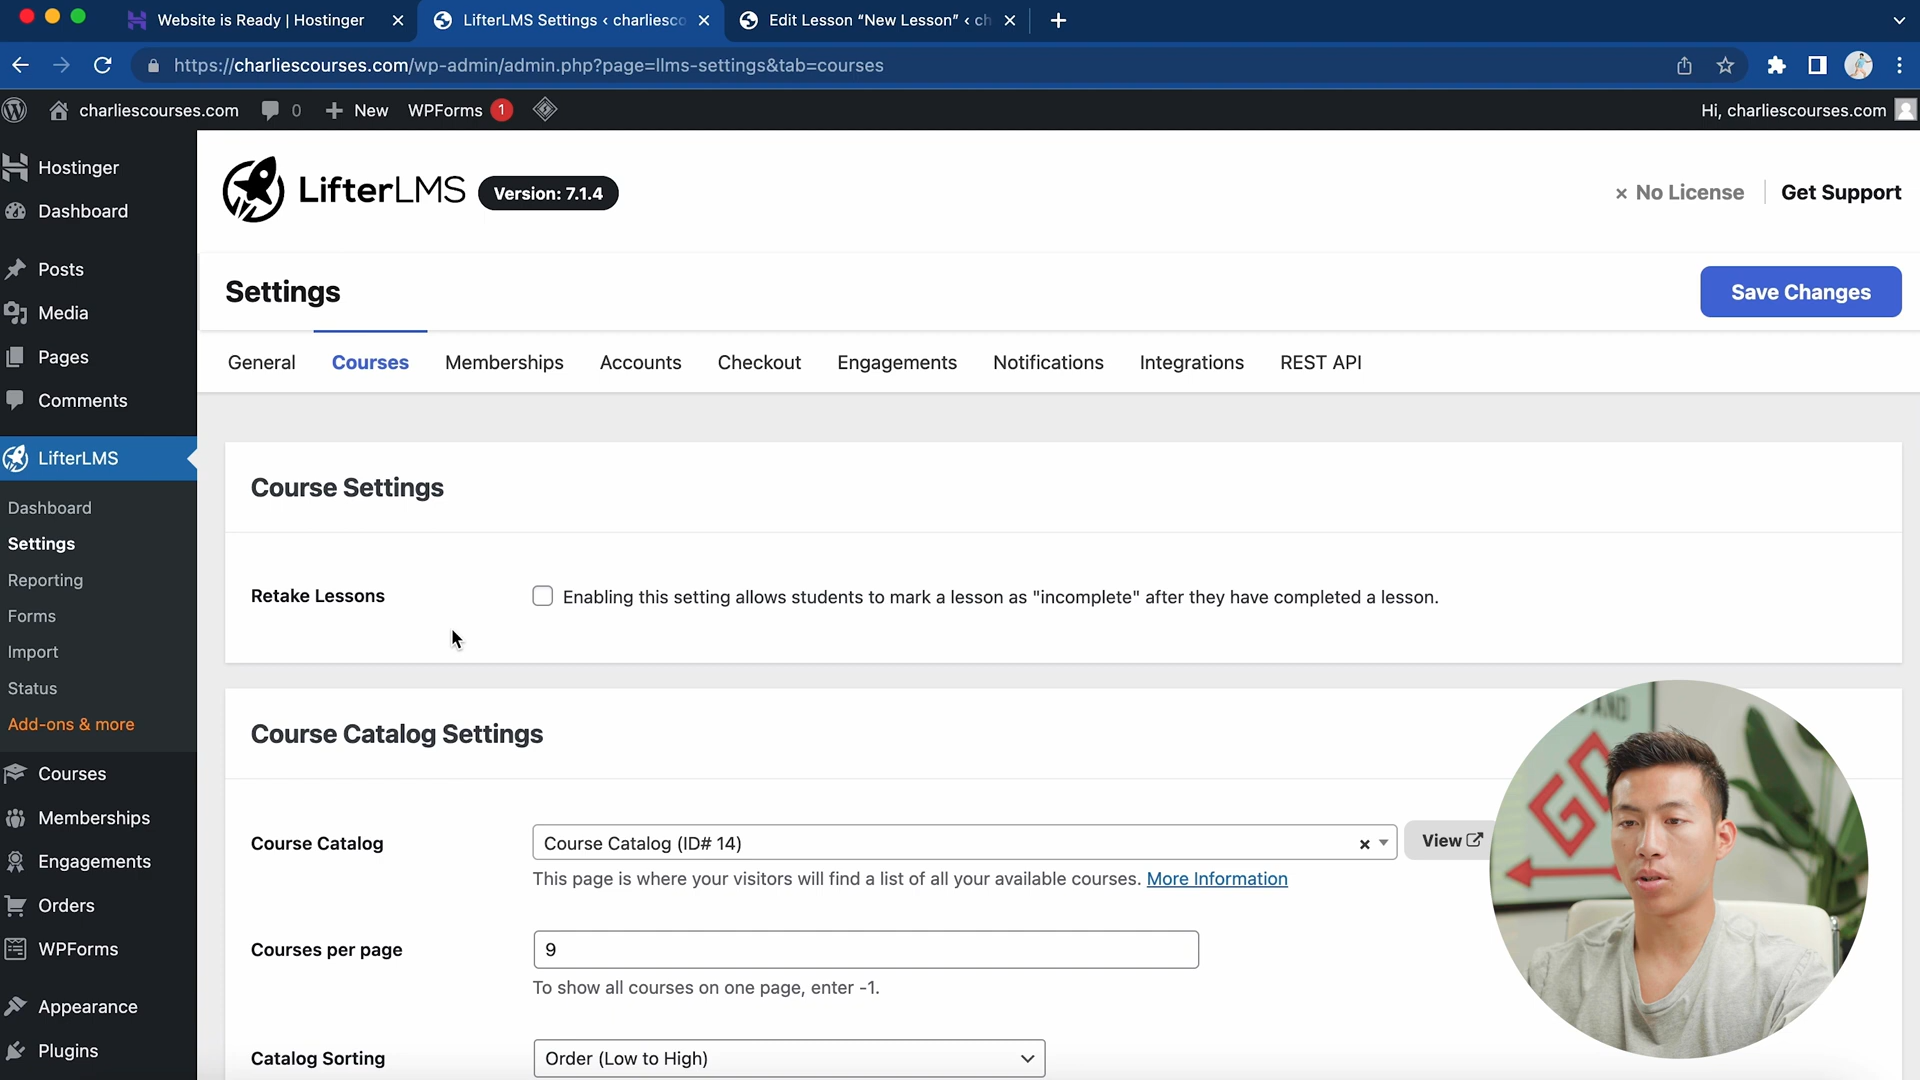 Website is Ready | Hostinger
LifterLMS Settings ‹ charliesco
Edit Lesson “New Lesson” ‹ ch
https://charliescourses.com/wp-admin/admin.php?page=llms-settings&tab=courses
charliescourses.com
0
New
WPForms
1
Hi, charliescourses.com
Hostinger
Dashboard
Posts
Media
Pages
Comments
LifterLMS
Dashboard
Settings
Reporting
Forms
Import
Status
Add-ons & more
Courses
Memberships
Engagements
Orders
WPForms
Appearance
Plugins
LifterLMS
Version: 7.1.4
No License
Get Support
Settings
Save Changes
General
Courses
Memberships
Accounts
Checkout
Engagements
Notifications
Integrations
REST API
Course Settings
Retake Lessons
Enabling this setting allows students to mark a lesson as "incomplete" after they have completed a lesson.
Course Catalog Settings
Course Catalog
Course Catalog (ID# 14)
View
This page is where your visitors will find a list of all your available courses. More Information
Courses per page
9
To show all courses on one page, enter -1.
Catalog Sorting
Order (Low to High)